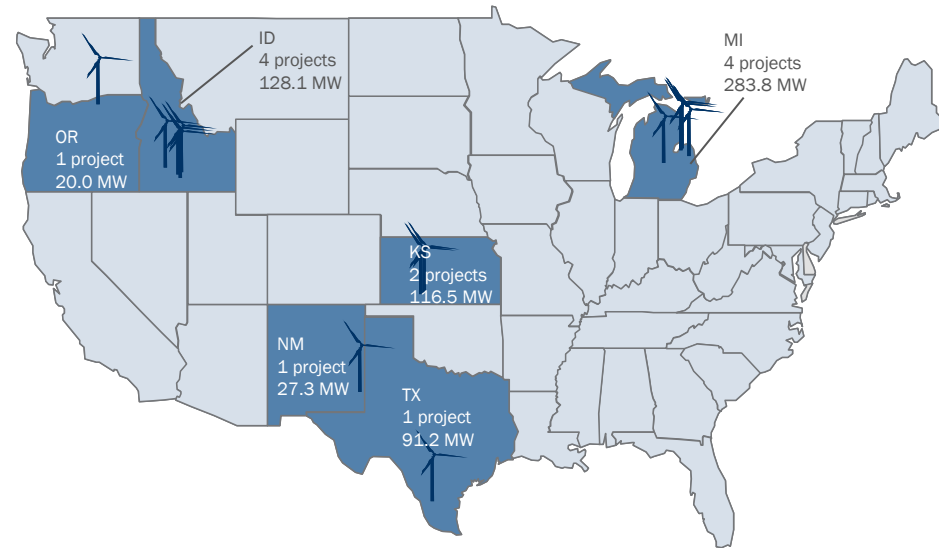 ID
4 projects
128.1 MW
MI
4 projects
283.8 MW
OR
1 project
20.0 MW
KS
2 projects
116.5 MW
NM
1 project
27.3 MW
TX
1 project
91.2 MW